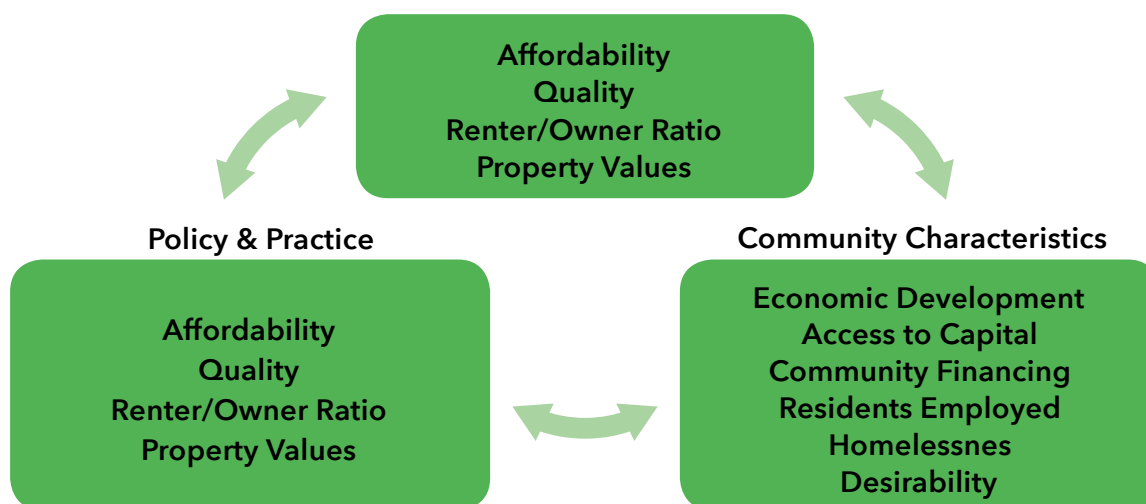 Affordability
Quality
Renter/Owner Ratio
Property Values
Policy & Practice
Affordability
Quality
Renter/Owner Ratio
Property Values
Community Characteristics
Economic Development
Access to Capital
Community Financing
Residents Employed
Homelessnes
Desirability